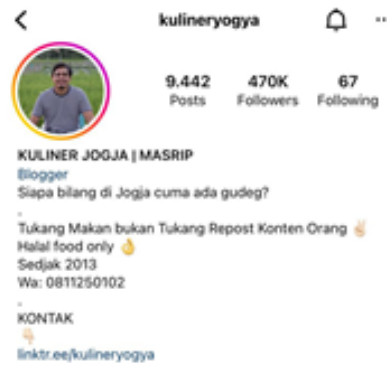 kulineryogya
9.442 470K 67
Posts Followers Following
KULINER JOGJA | MASRIP
Blogger
Siapa bilang di Jogja cuma ada gudeg?
.
Tukang Makan bukan Tukang Repost Konten Orang ✌🏻
Halal food only 👌
Sedjak 2013
Wa: 0811250102
.
KONTAK
👇🏻
linktr.ee/kulineryogya